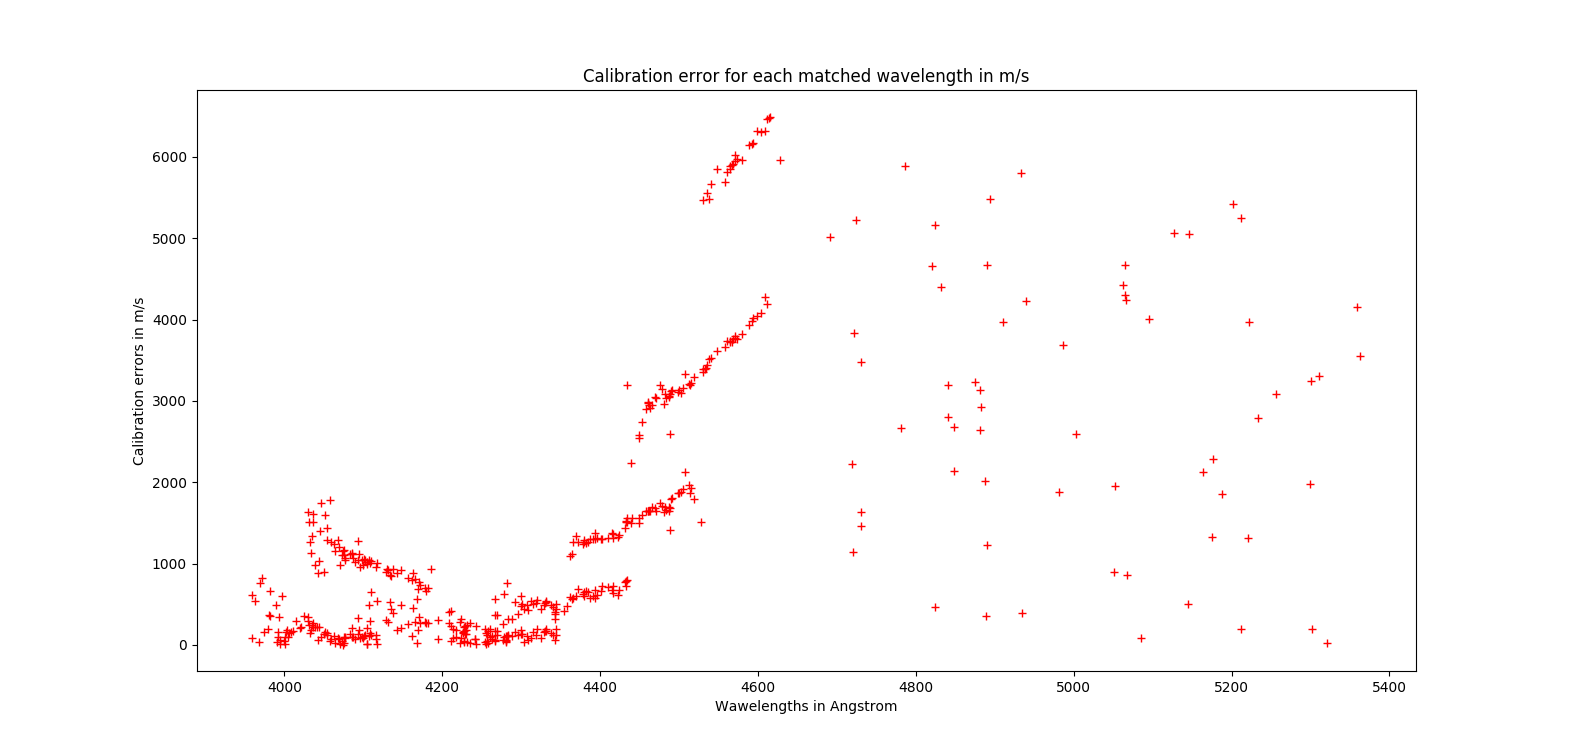 Calibration error for each matched wavelength in m/s
Calibration errors in m/s
6000
5000
4000
3000
2000
1000
0
4000 4200 4400 4600 4800 5000 5200 5400
Wawelengths in Angstrom